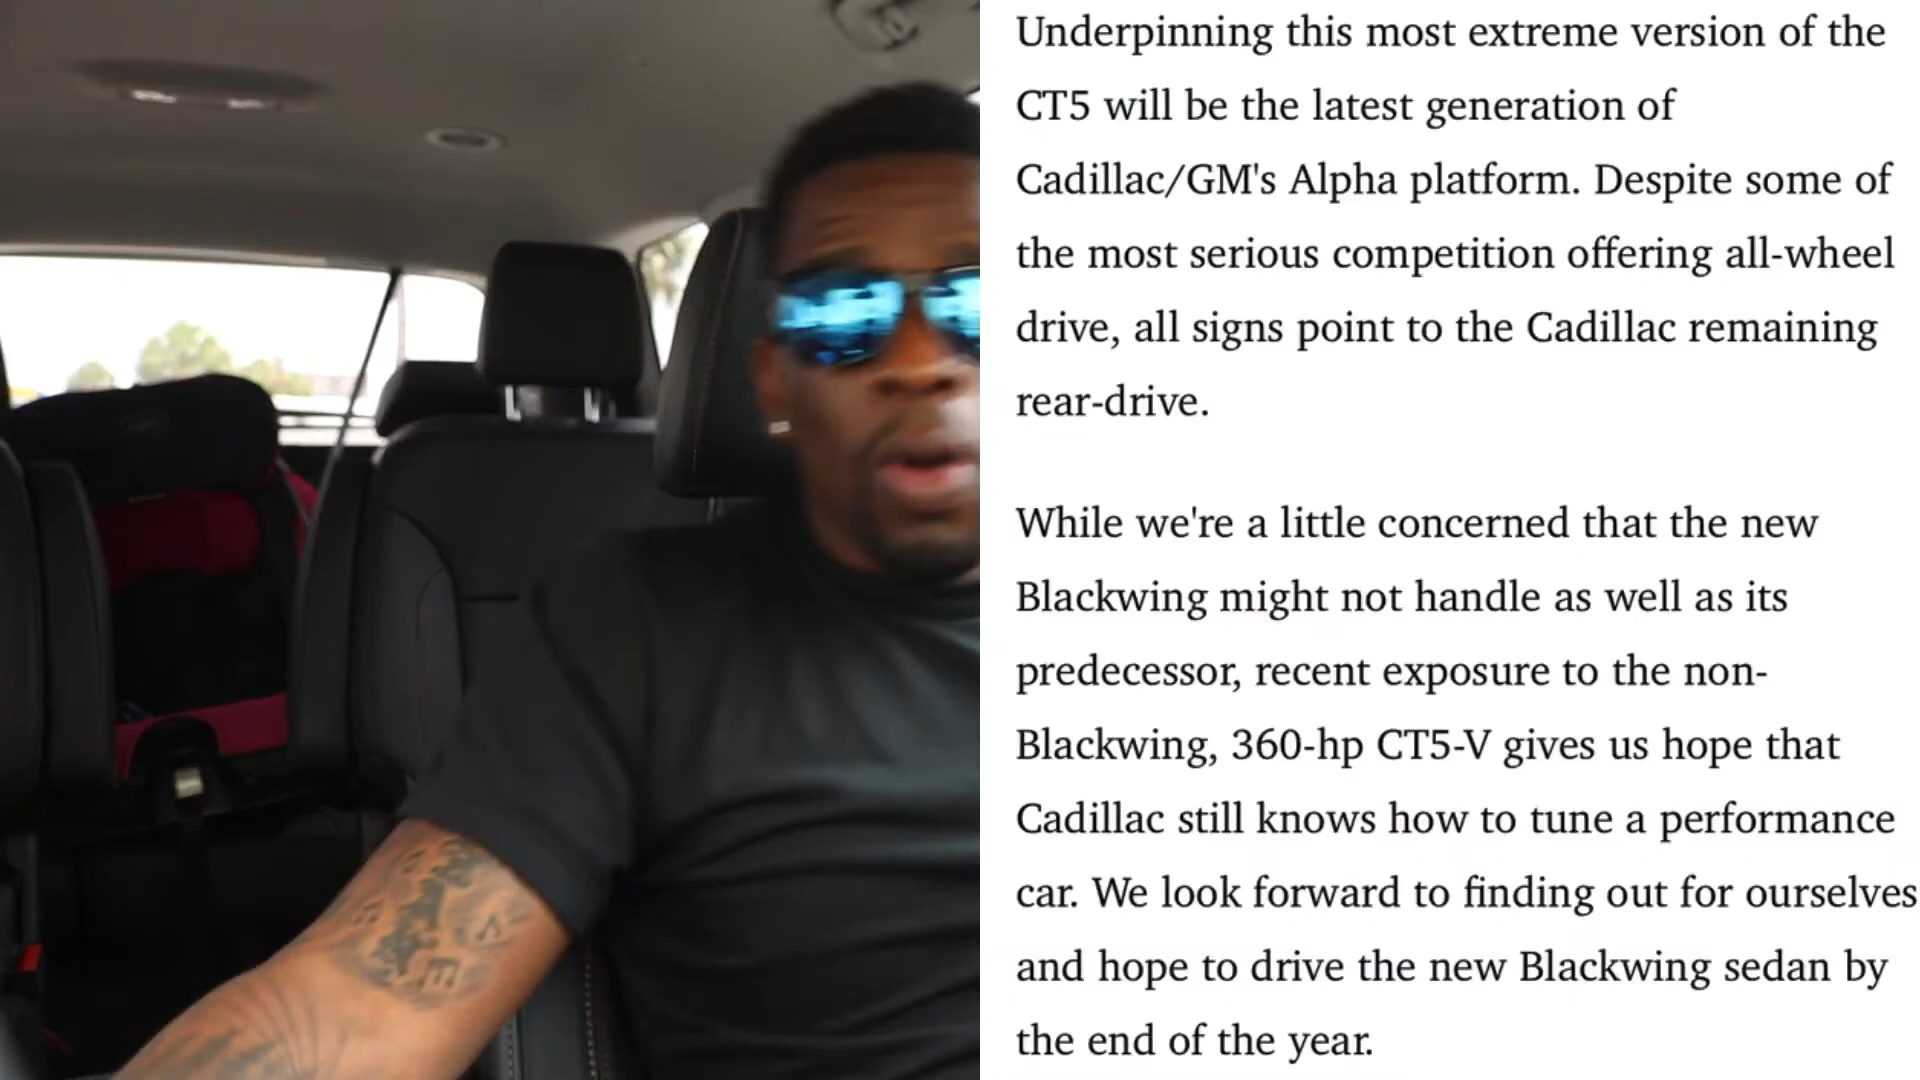 Underpinning this most extreme version of the
CT5 will be the latest generation of
Cadillac/GM's Alpha platform. Despite some of
the most serious competition offering all-wheel
drive, all signs point to the Cadillac remaining
rear-drive.
While we're a little concerned that the new
Blackwing might not handle as well as its
predecessor, recent exposure to the non-
Blackwing, 360-hp CT5-V gives us hope that
Cadillac still knows how to tune a performance
car. We look forward to finding out for ourselves
and hope to drive the new Blackwing sedan by
the end of the year.